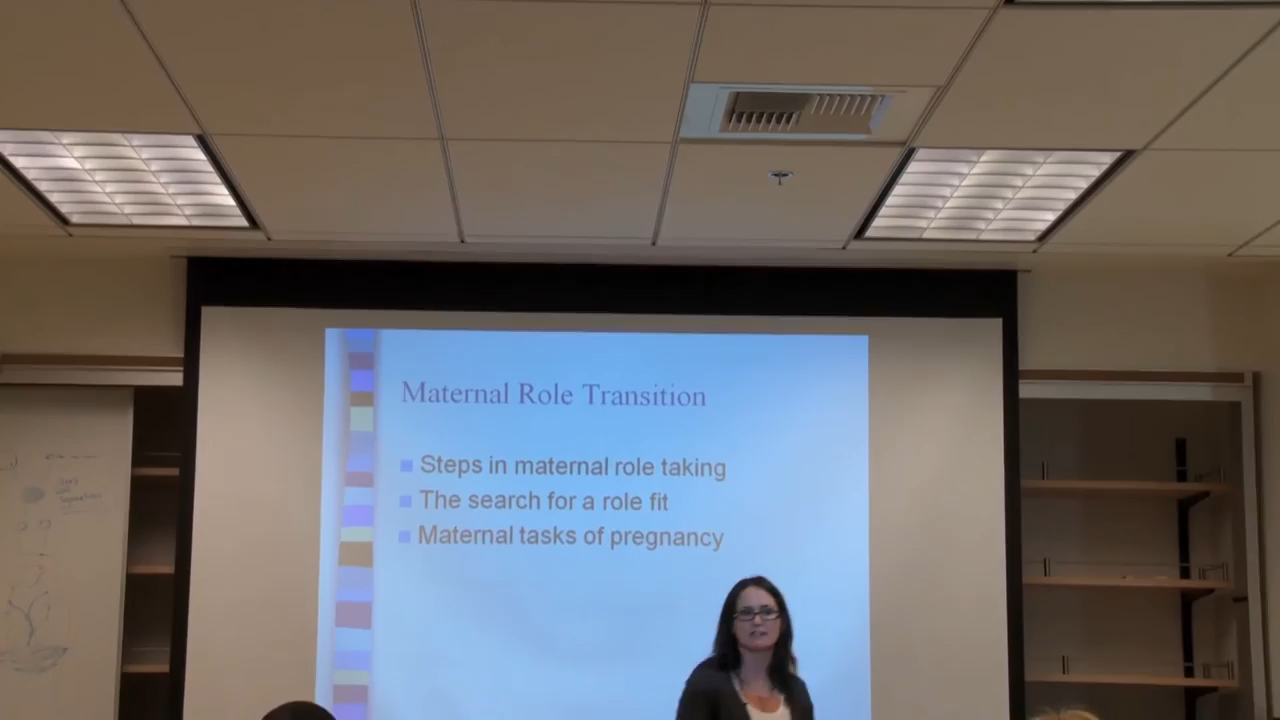 Maternal Role Transition
Steps in maternal role taking
The search for a role fit
Maternal tasks of pregnancy